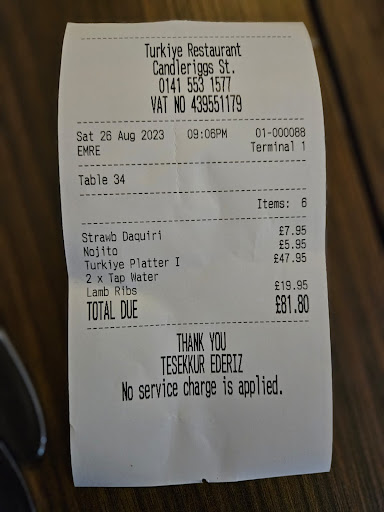 Turkiye Restaurant
Candleriggs St.
0141 553 1577
VAT NO 439551179
Sat 26 Aug 2023 09:06PM 01-000088
EMRE Terminal 1
Table 34
Items: 6
Strawb Daquiri £7.95
Nojito £5.95
Turkiye Platter I £47.95
2 x Tap Water
Lamb Ribs £19.95
TOTAL DUE £81.80
THANK YOU
TESEKKUR EDERIZ
No service charge is applied.